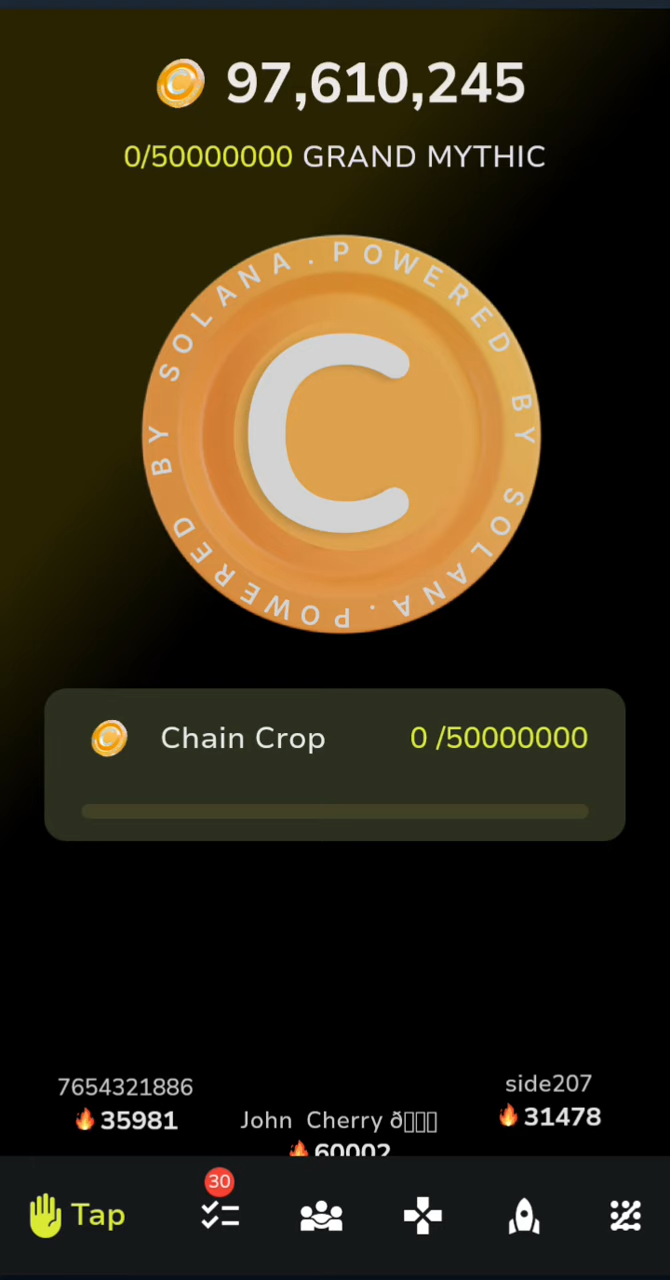 97,610,245
0/50000000 GRAND MYTHIC
POWERED BY SOLANA . POWERED BY SOLANA .
C
Chain Crop 0 /50000000
7654321886
35981
John Cherry ð
60002
side207
31478
30
Tap